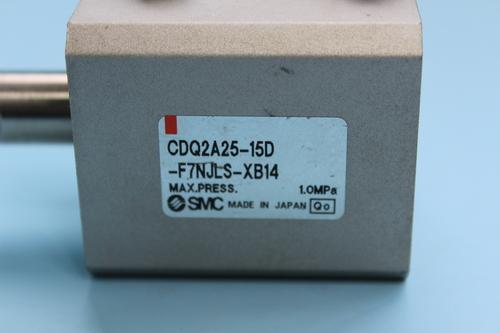 CDQ2A25-15D
-F7NJLS-XB14
MAX.PRESS. 1.0MPa
SMC MADE IN JAPAN Qo